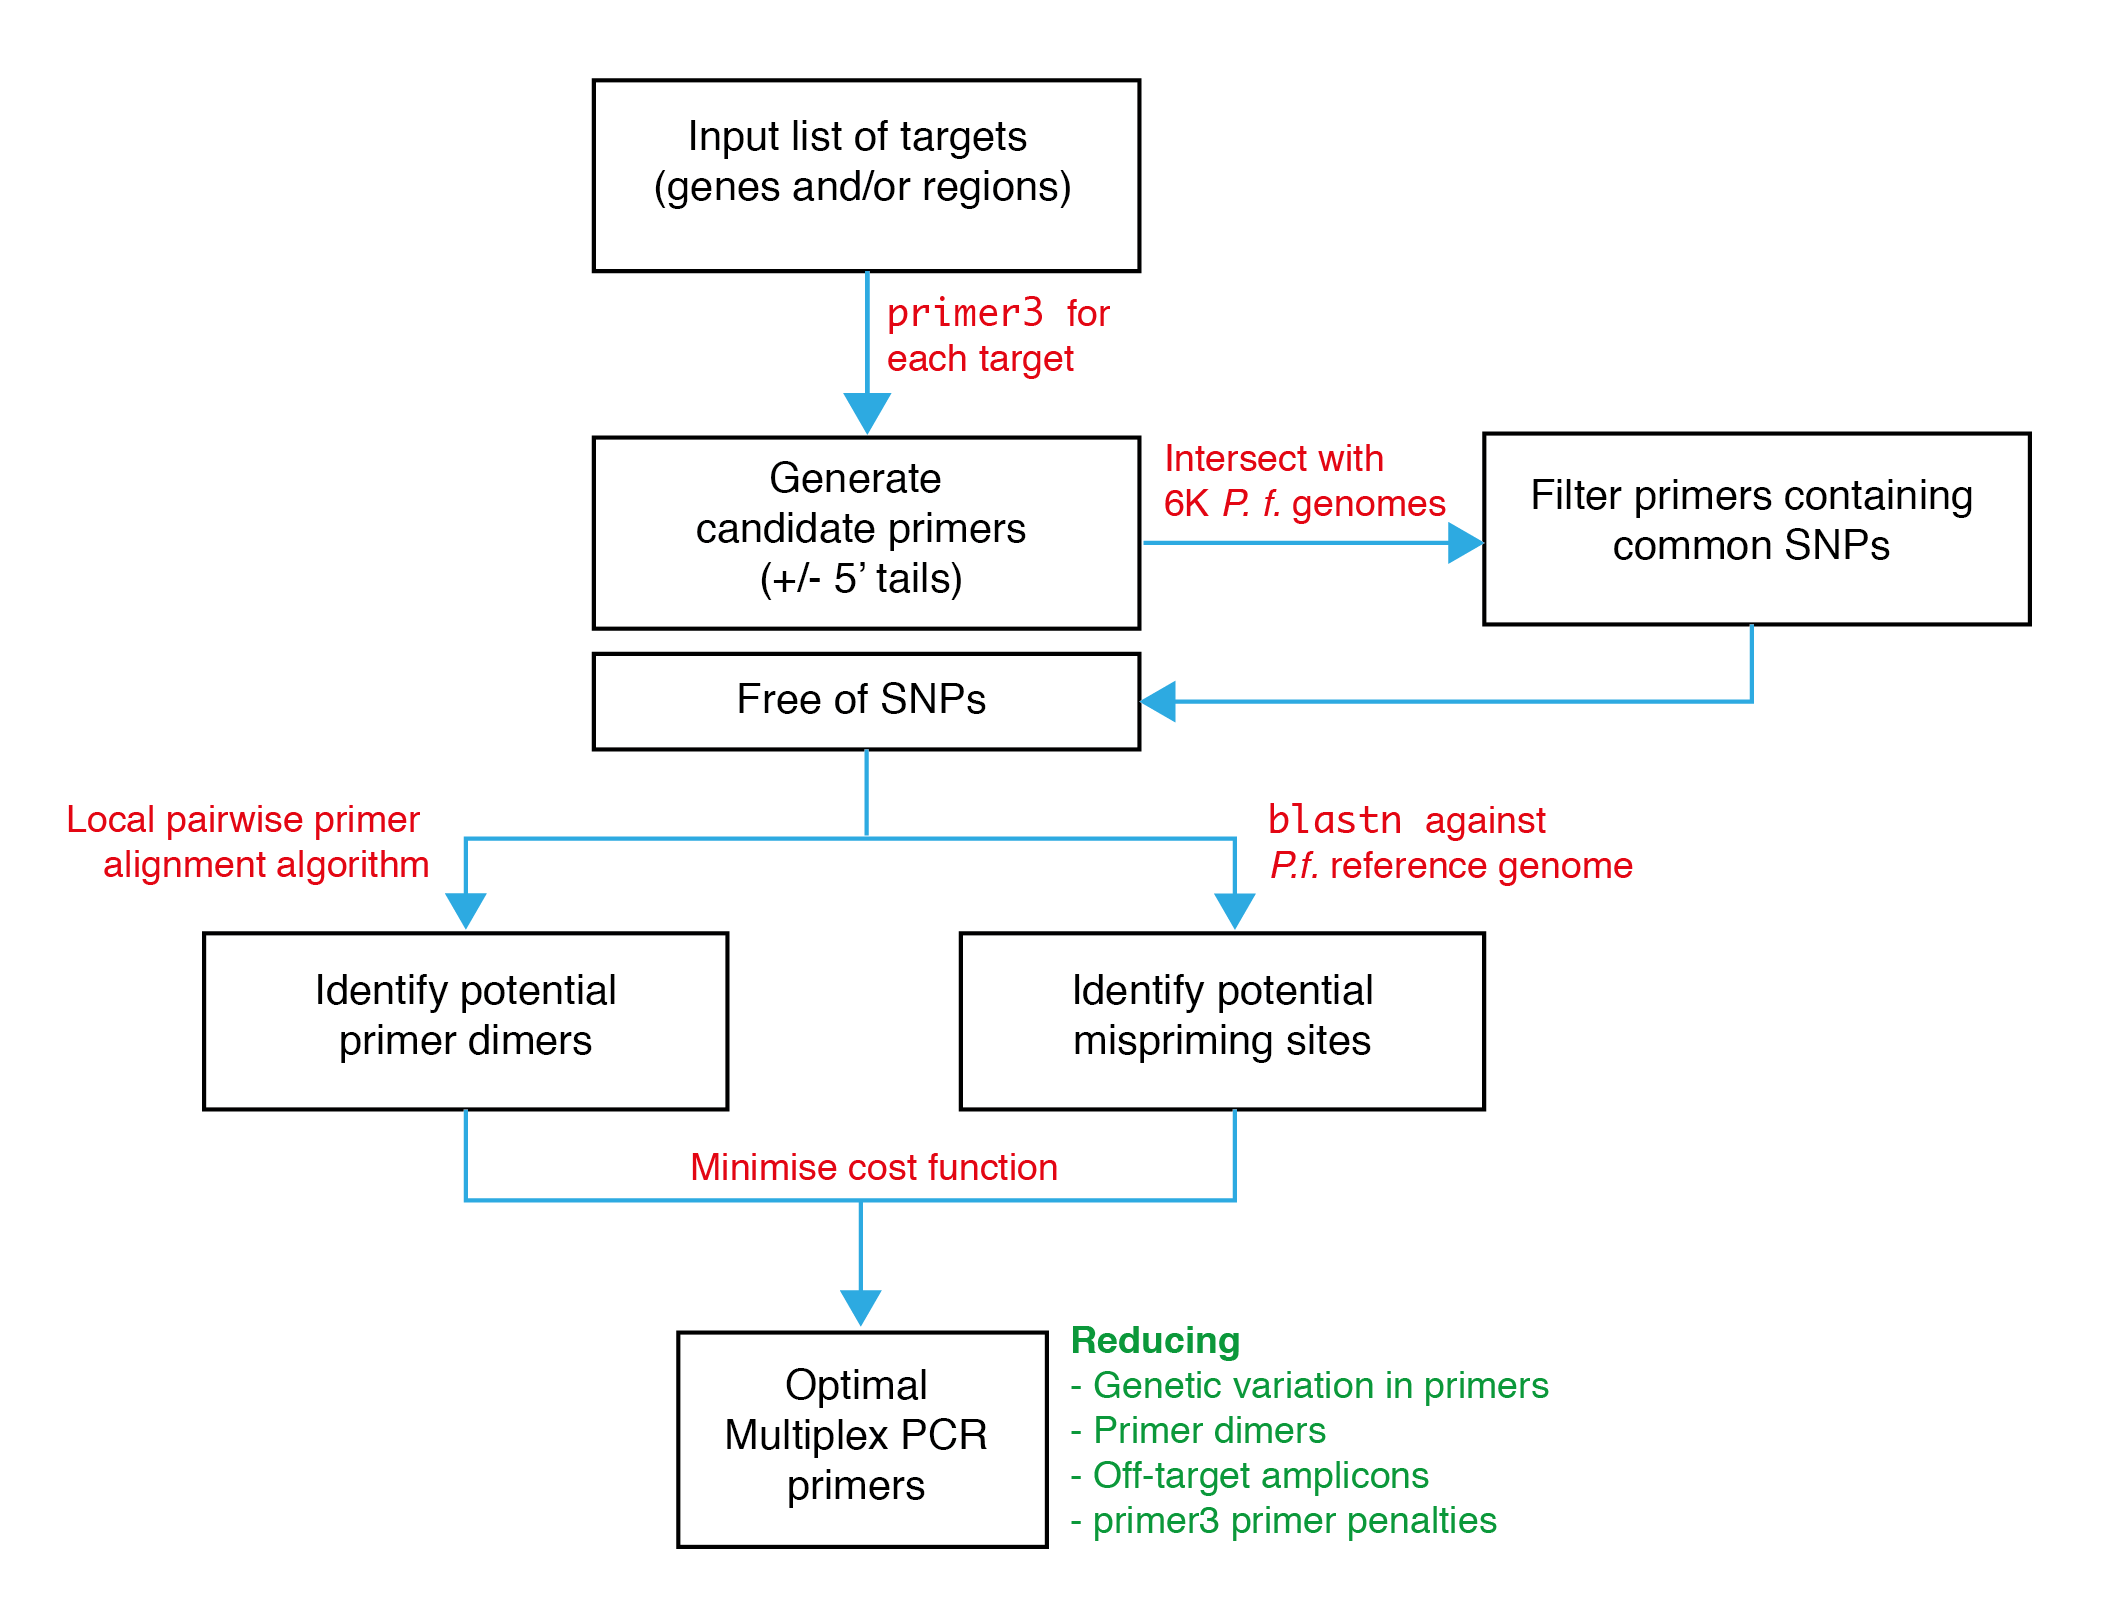 Input list of targets
(genes and/or regions)
primer3 for
each target
Generate
candidate primers
(+/- 5’ tails)
Intersect with
6K P. f. genomes
Filter primers containing
common SNPs
Free of SNPs
Local pairwise primer
alignment algorithm
blastn against
P.f. reference genome
Identify potential
primer dimers
Identify potential
mispriming sites
Minimise cost function
Optimal
Multiplex PCR
primers
Reducing
- Genetic variation in primers
- Primer dimers
- Off-target amplicons
- primer3 primer penalties